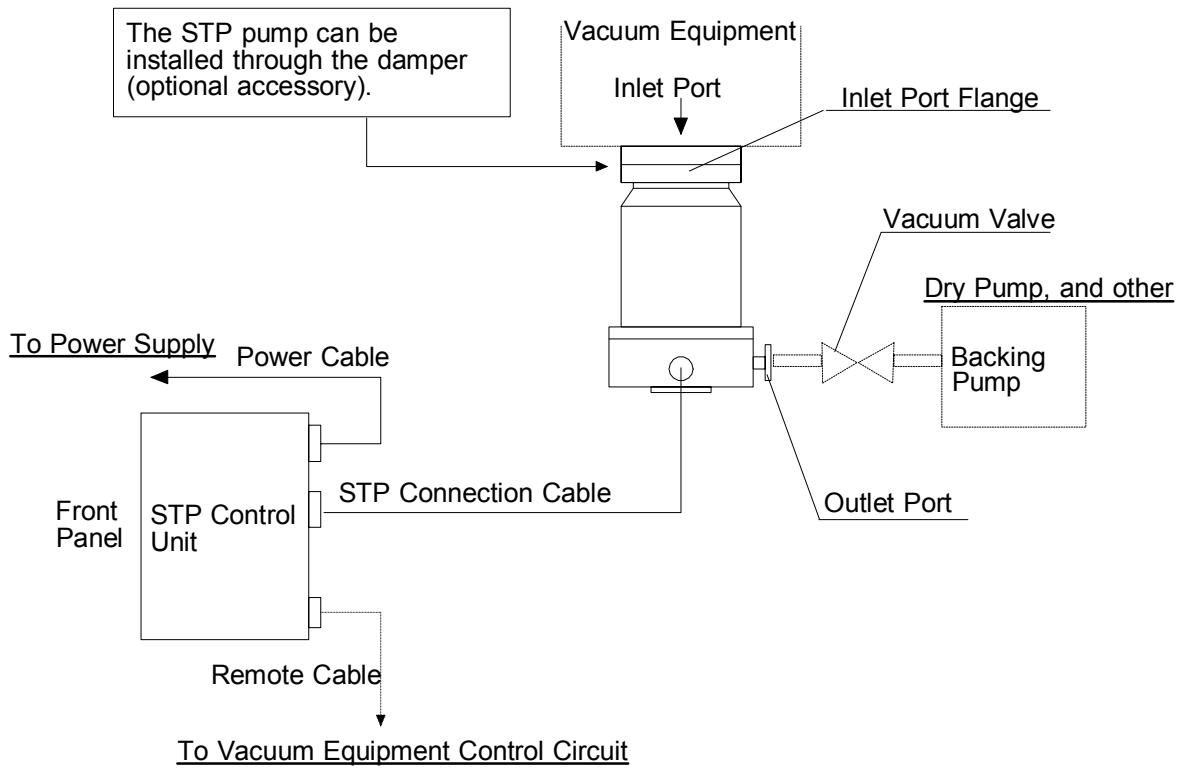 The STP pump can be
installed through the damper
(optional accessory).
Vacuum Equipment
Inlet Port
Inlet Port Flange
Vacuum Valve
Dry Pump, and other
To Power Supply
Power Cable
Backing
Pump
STP Connection Cable
Outlet Port
Front
Panel
STP Control
Unit
Remote Cable
To Vacuum Equipment Control Circuit